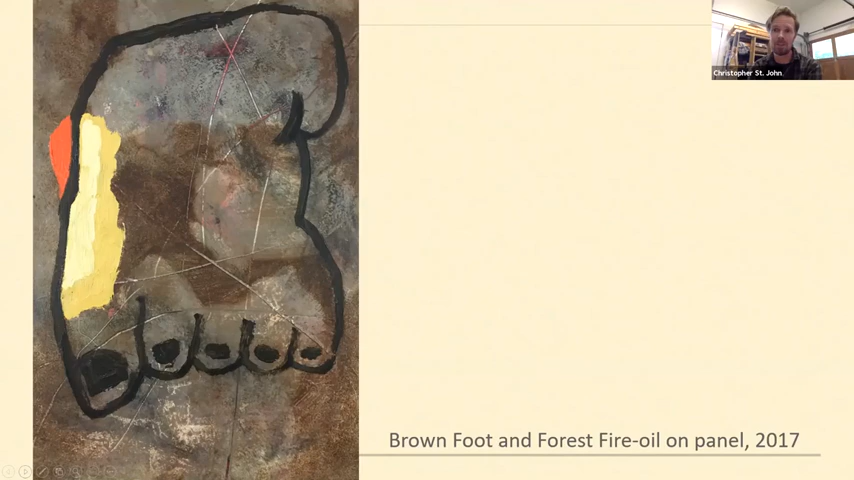 Christopher St. John
Brown Foot and Forest Fire-oil on panel, 2017